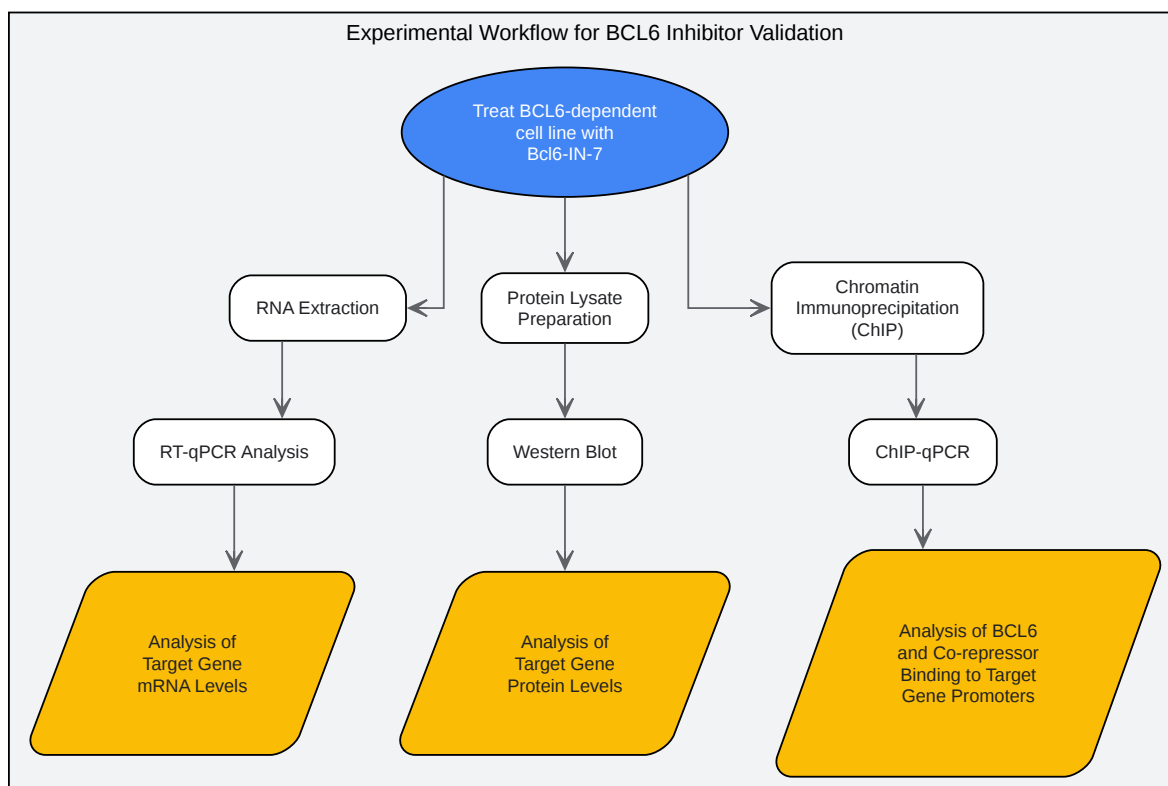 Experimental Workflow for BCL6 Inhibitor Validation
Treat BCL6-dependent
cell line with
Bcl6-IN-7
RNA Extraction
Protein Lysate
Preparation
Chromatin
Immunoprecipitation
(ChIP)
RT-qPCR Analysis
Western Blot
ChIP-qPCR
Analysis of
Target Gene
mRNA Levels
Analysis of
Target Gene
Protein Levels
Analysis of BCL6
and Co-repressor
Binding to Target
Gene Promoters